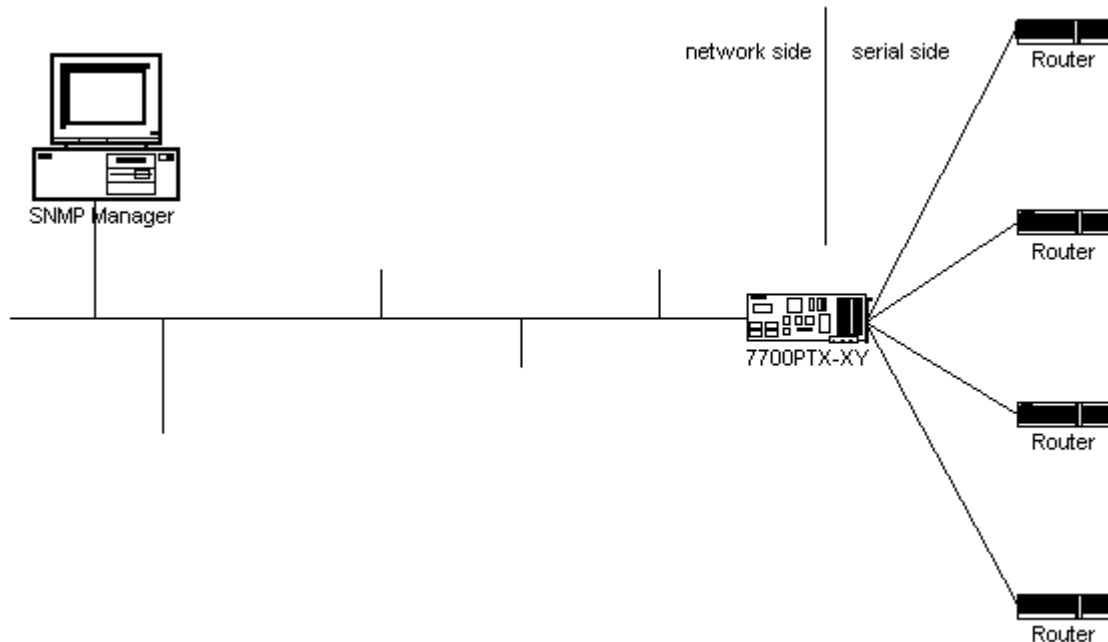 network side
serial side
Router
SNMP Manager
Router
7700PTX-XY
Router
Router